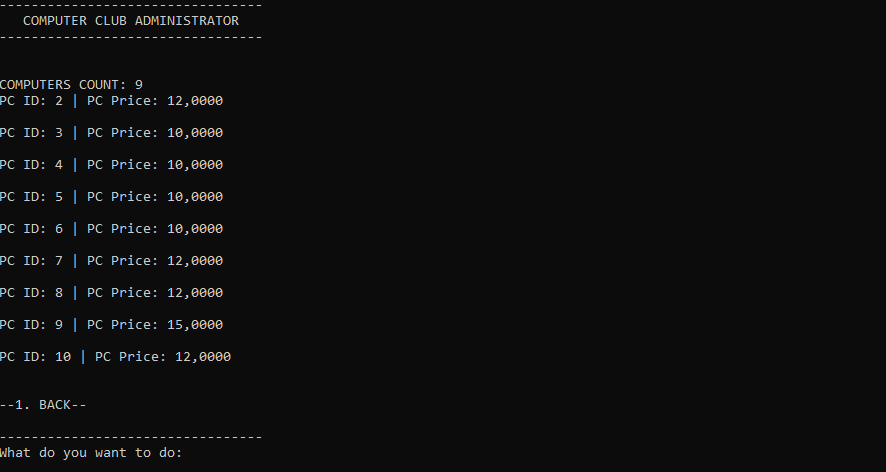 ---------------------------------
COMPUTER CLUB ADMINISTRATOR
---------------------------------
COMPUTERS COUNT: 9
PC ID: 2 | PC Price: 12,0000
PC ID: 3 | PC Price: 10,0000
PC ID: 4 | PC Price: 10,0000
PC ID: 5 | PC Price: 10,0000
PC ID: 6 | PC Price: 10,0000
PC ID: 7 | PC Price: 12,0000
PC ID: 8 | PC Price: 12,0000
PC ID: 9 | PC Price: 15,0000
PC ID: 10 | PC Price: 12,0000
--1. BACK--
---------------------------------
What do you want to do: